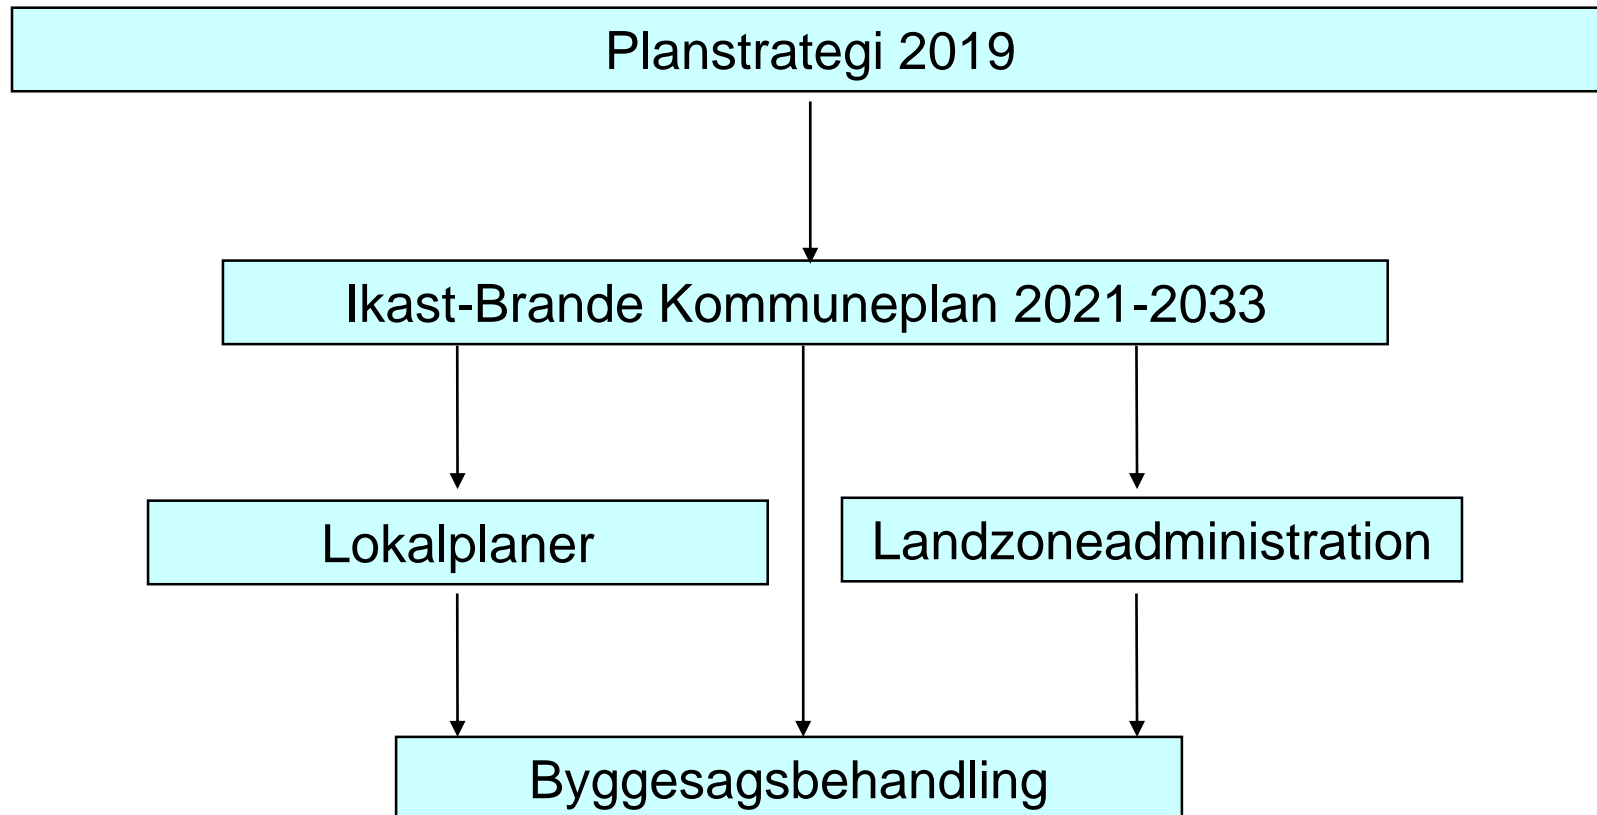 Planstrategi 2019
Ikast-Brande Kommuneplan 2021-2033
Lokalplaner
Landzoneadministration
Byggesagsbehandling